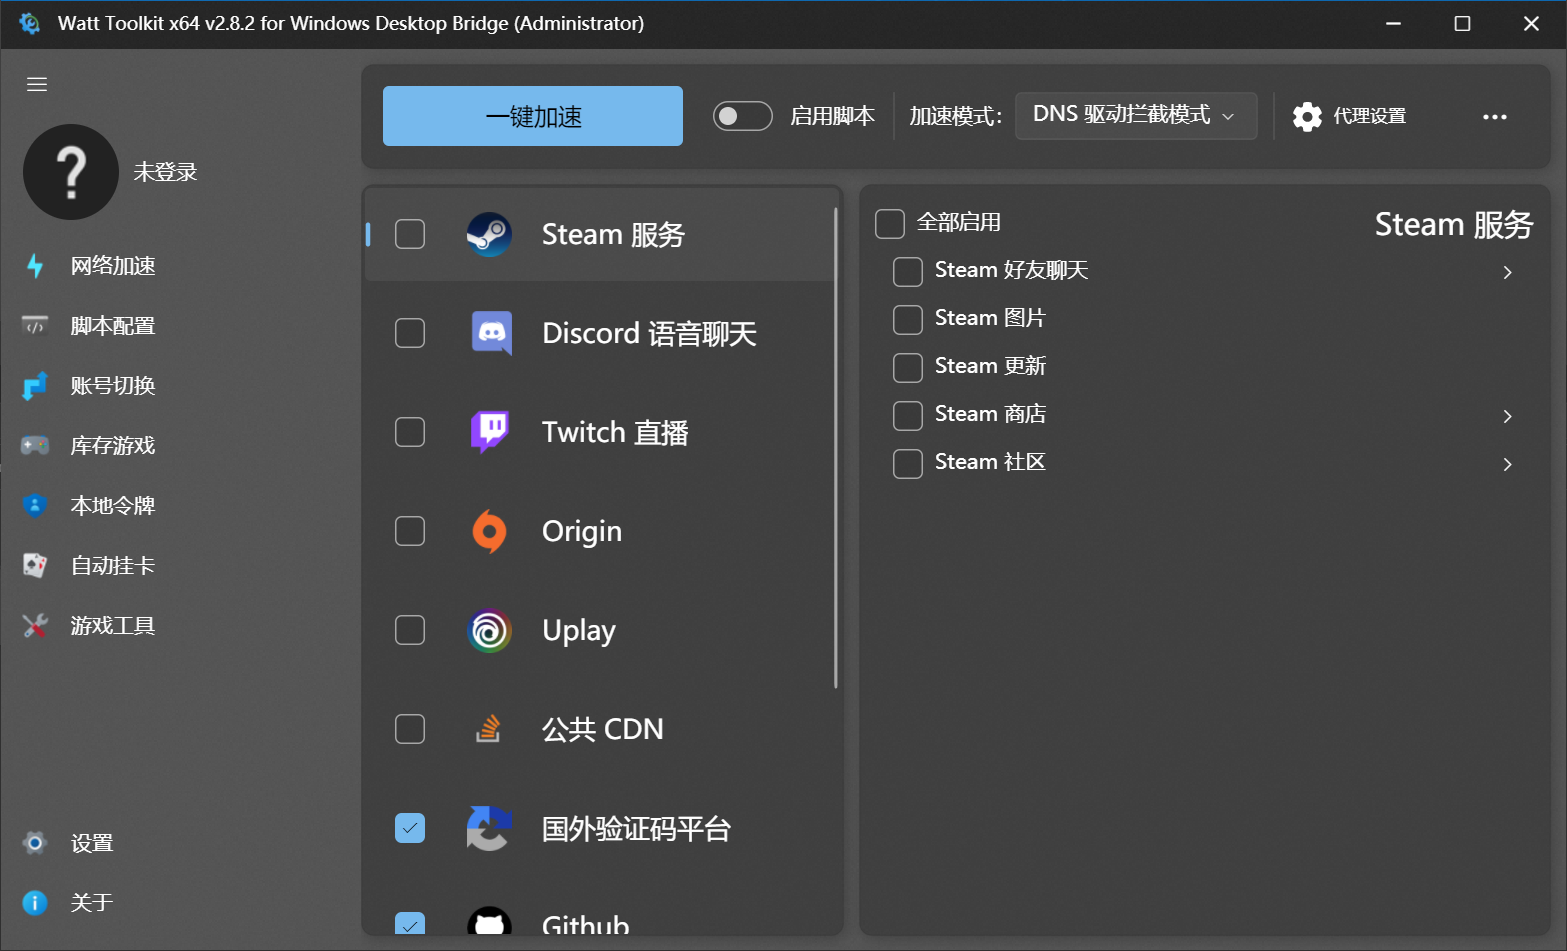 Watt Toolkit x64 v2.8.2 for Windows Desktop Bridge (Administrator)
未登录
网络加速
脚本配置
账号切换
库存游戏
本地令牌
自动挂卡
游戏工具
设置
关于
一键加速
启用脚本
加速模式:
DNS 驱动拦截模式
代理设置
Steam 服务
Discord 语音聊天
Twitch 直播
Origin
Uplay
公共 CDN
国外验证码平台
Github
全部启用
Steam 服务
Steam 好友聊天
Steam 图片
Steam 更新
Steam 商店
Steam 社区